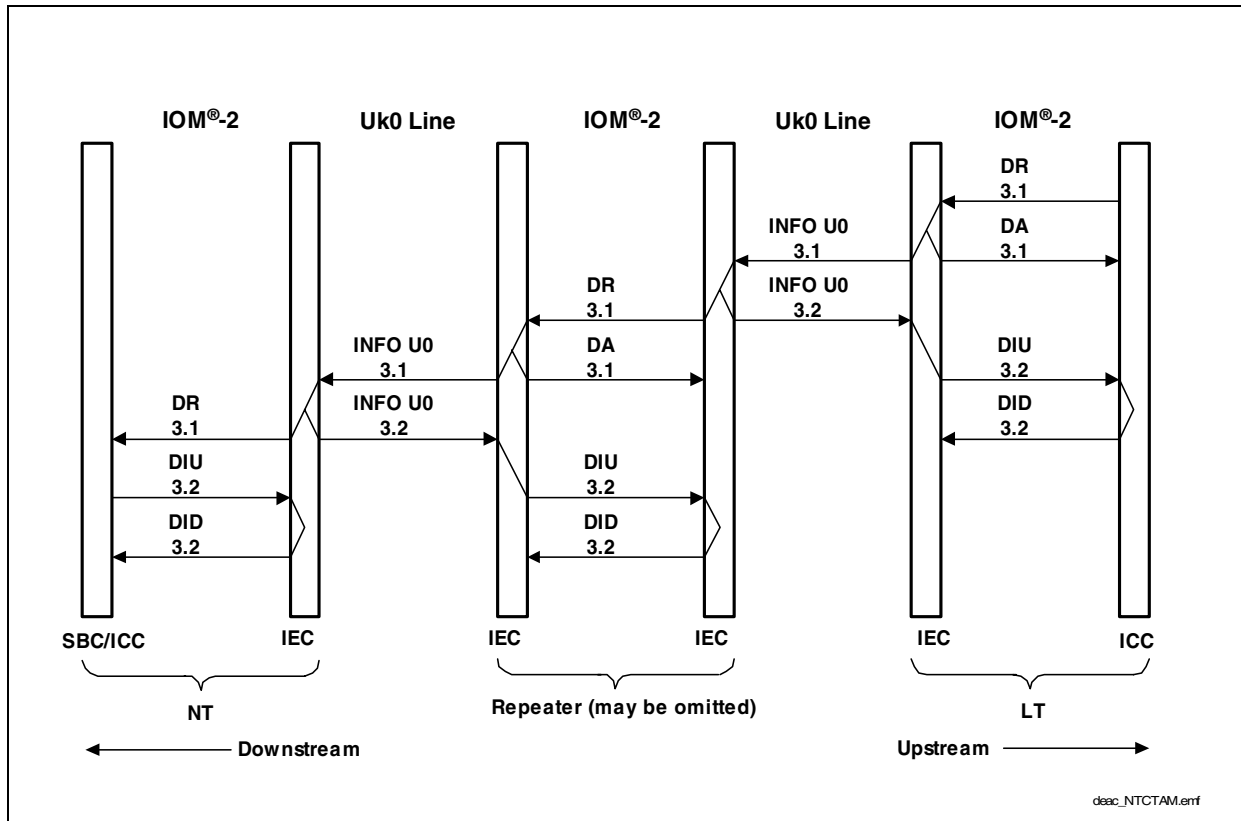 IOM®-2 Uk0 Line IOM®-2 Uk0 Line IOM®-2
DR
3.1
INFO U0 DA
3.1 3.1
DR INFO U0
3.1 3.2
INFO U0 DA DIU
3.1 3.1 3.2
DR INFO U0 DID
3.1 3.2 3.2
DIU DIU
3.2 3.2
DID DID
3.2 3.2
SBC/ICC IEC IEC IEC IEC ICC
NT Repeater (may be omitted) LT
Downstream Upstream
deac_NTCTAM.emf